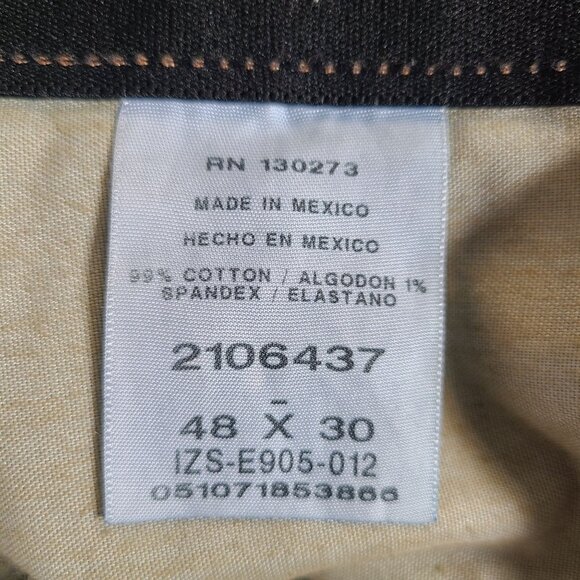 RN 130273
MADE IN MEXICO
HECHO EN MEXICO
99% COTTON / ALGODON 1%
SPANDEX / ELASTANO
2106437
-
48 X 30
IZS-E905-012
051071853866